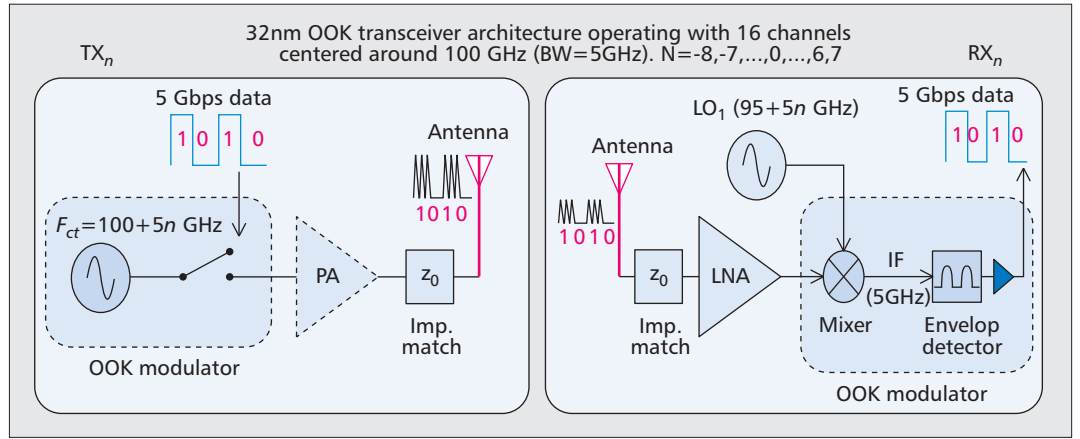 32nm OOK transceiver architecture operating with 16 channels
centered around 100 GHz (BW=5GHz). N=-8,-7,...,0,...,6,7
TXn
RXn
5 Gbps data
1 0 1 0
Fct=100+5n GHz
OOK modulator
PA
z0
Imp.
match
Antenna
1010
Antenna
1010
z0
Imp.
match
LNA
LO1 (95+5n GHz)
Mixer
IF
(5GHz)
5 Gbps data
1 0 1 0
Envelop
detector
OOK modulator